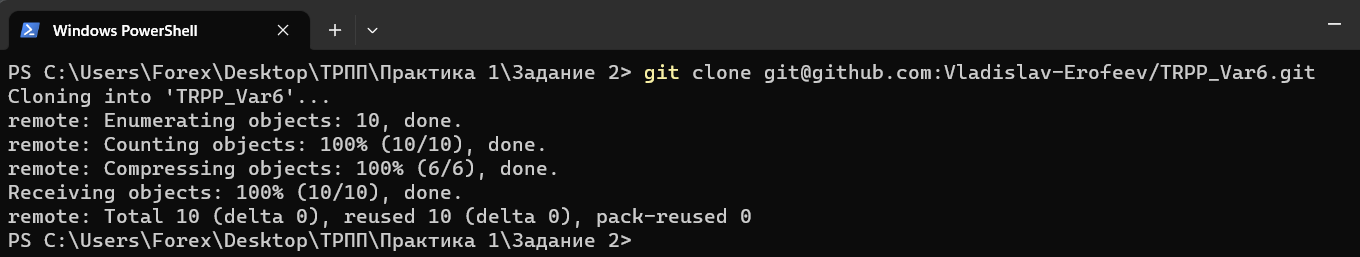 Windows PowerShell
PS C:\Users\Forex\Desktop\ТРПП\Практика 1\Задание 2> git clone git@github.com:Vladislav-Erofeev/TRPP_Var6.git
Cloning into 'TRPP_Var6'...
remote: Enumerating objects: 10, done.
remote: Counting objects: 100% (10/10), done.
remote: Compressing objects: 100% (6/6), done.
Receiving objects: 100% (10/10), done.
remote: Total 10 (delta 0), reused 10 (delta 0), pack-reused 0
PS C:\Users\Forex\Desktop\ТРПП\Практика 1\Задание 2>